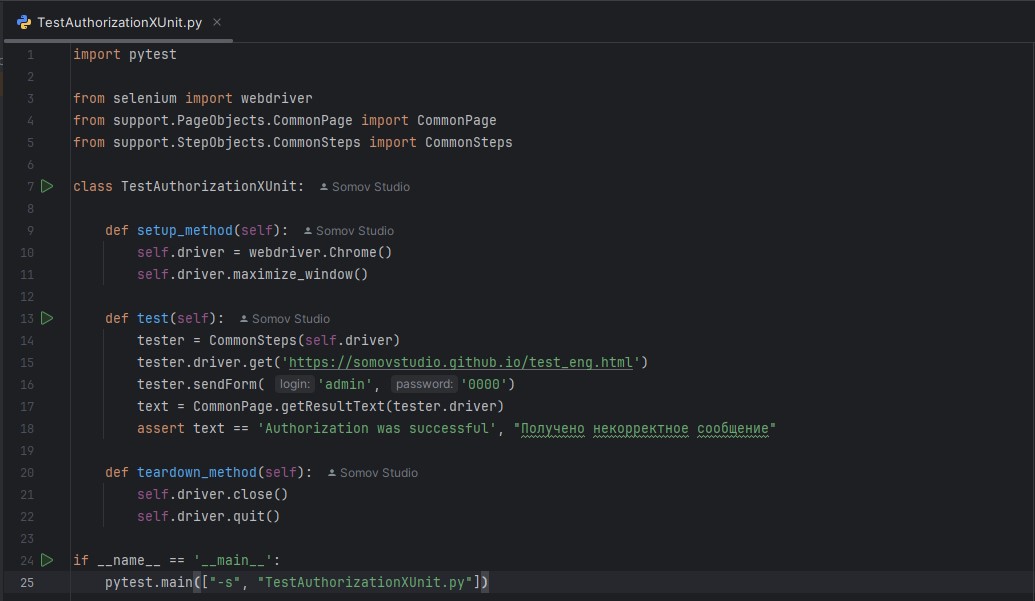 TestAuthorizationXUnit.py
1 import pytest
2
3 from selenium import webdriver
4 from support.PageObjects.CommonPage import CommonPage
5 from support.StepObjects.CommonSteps import CommonSteps
6
7 class TestAuthorizationXUnit: Somov Studio
8
9 def setup_method(self): Somov Studio
10 self.driver = webdriver.Chrome()
11 self.driver.maximize_window()
12
13 def test(self): Somov Studio
14 tester = CommonSteps(self.driver)
15 tester.driver.get('https://somovstudio.github.io/test_eng.html')
16 tester.sendForm( login: 'admin', password: '0000')
17 text = CommonPage.getResultText(tester.driver)
18 assert text == 'Authorization was successful', "Получено некорректное сообщение"
19
20 def teardown_method(self): Somov Studio
21 self.driver.close()
22 self.driver.quit()
23
24 if __name__ == '__main__':
25 pytest.main(["-s", "TestAuthorizationXUnit.py"])